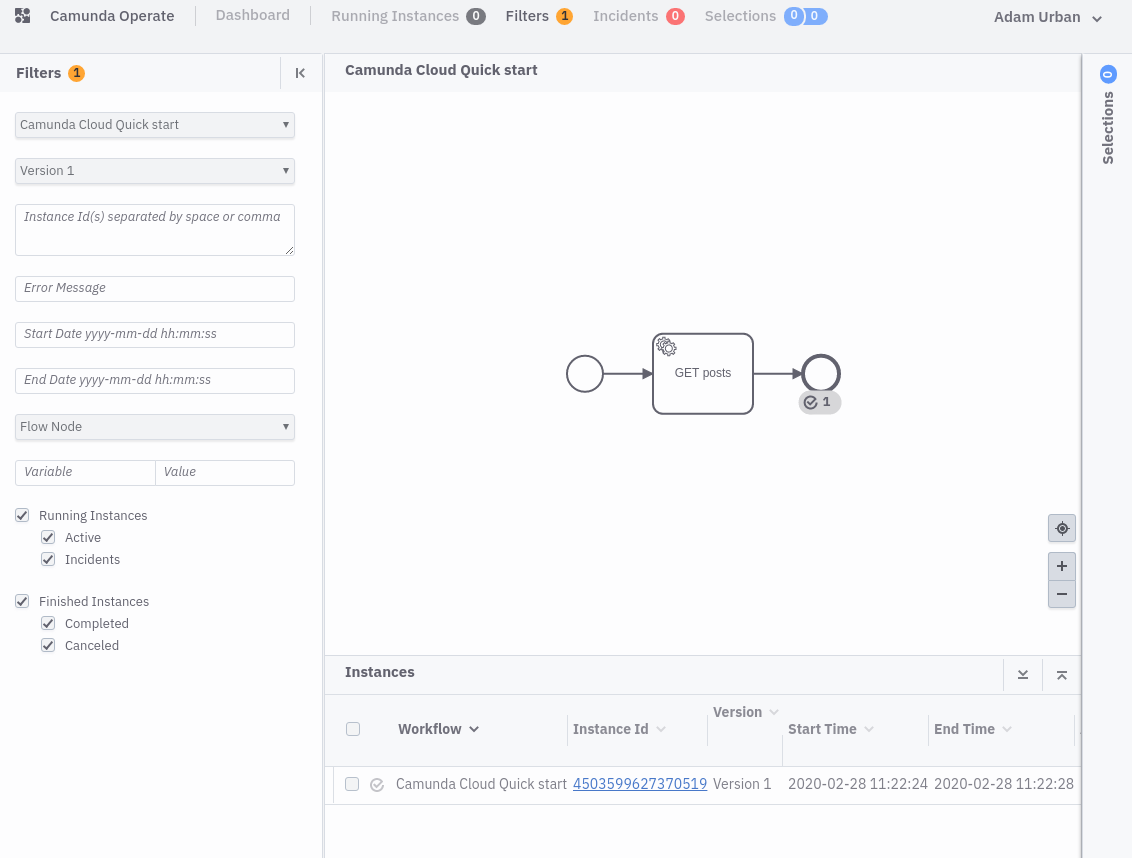 Camunda Operate Dashboard Running Instances 0 Filters 1 Incidents 0 Selections 0 0 Adam Urban
Filters 1
Camunda Cloud Quick start
Version 1
Instance Id(s) separated by space or comma
Error Message
Start Date yyyy-mm-dd hh:mm:ss
End Date yyyy-mm-dd hh:mm:ss
Flow Node
Variable Value
Running Instances
Active
Incidents
Finished Instances
Completed
Canceled
Camunda Cloud Quick start
GET posts
1
Selections 0
Instances
Workflow Instance Id Version Start Time End Time
Camunda Cloud Quick start 4503599627370519 Version 1 2020-02-28 11:22:24 2020-02-28 11:22:28